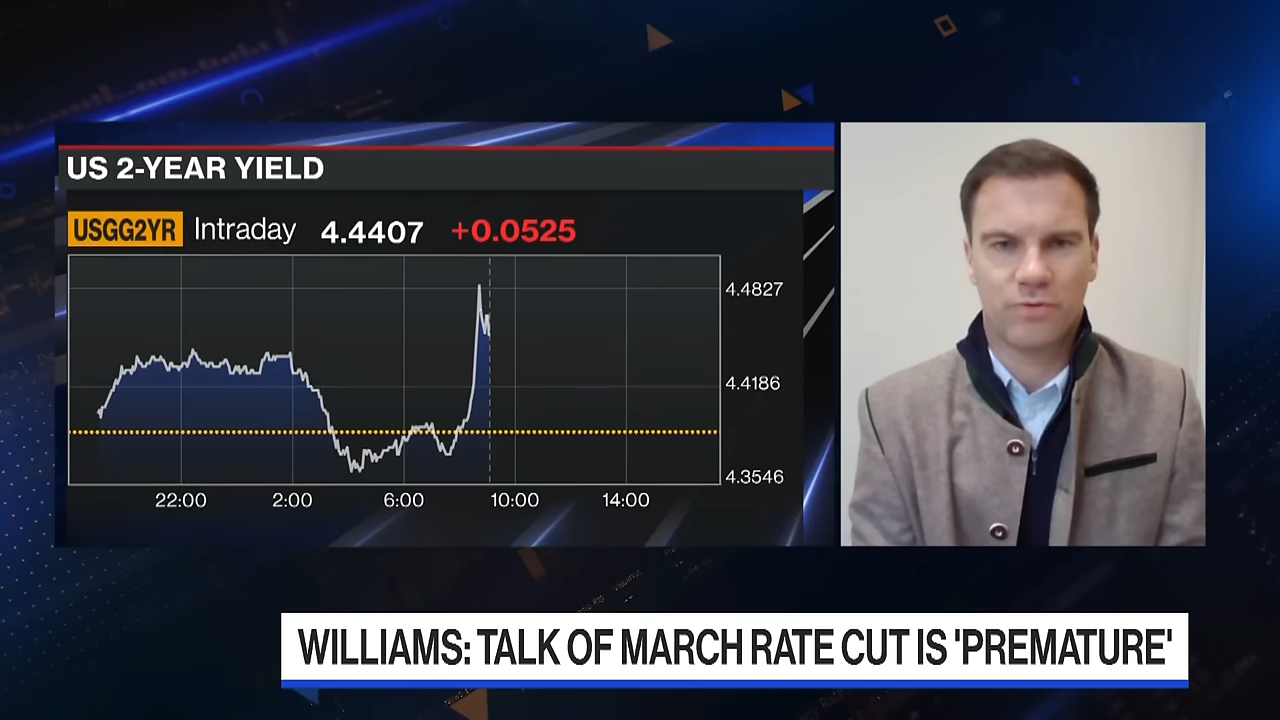 US 2-YEAR YIELD
USGG2YR Intraday 4.4407 +0.0525
4.4827
4.4186
4.3546
22:00 2:00 6:00 10:00 14:00
WILLIAMS: TALK OF MARCH RATE CUT IS 'PREMATURE'